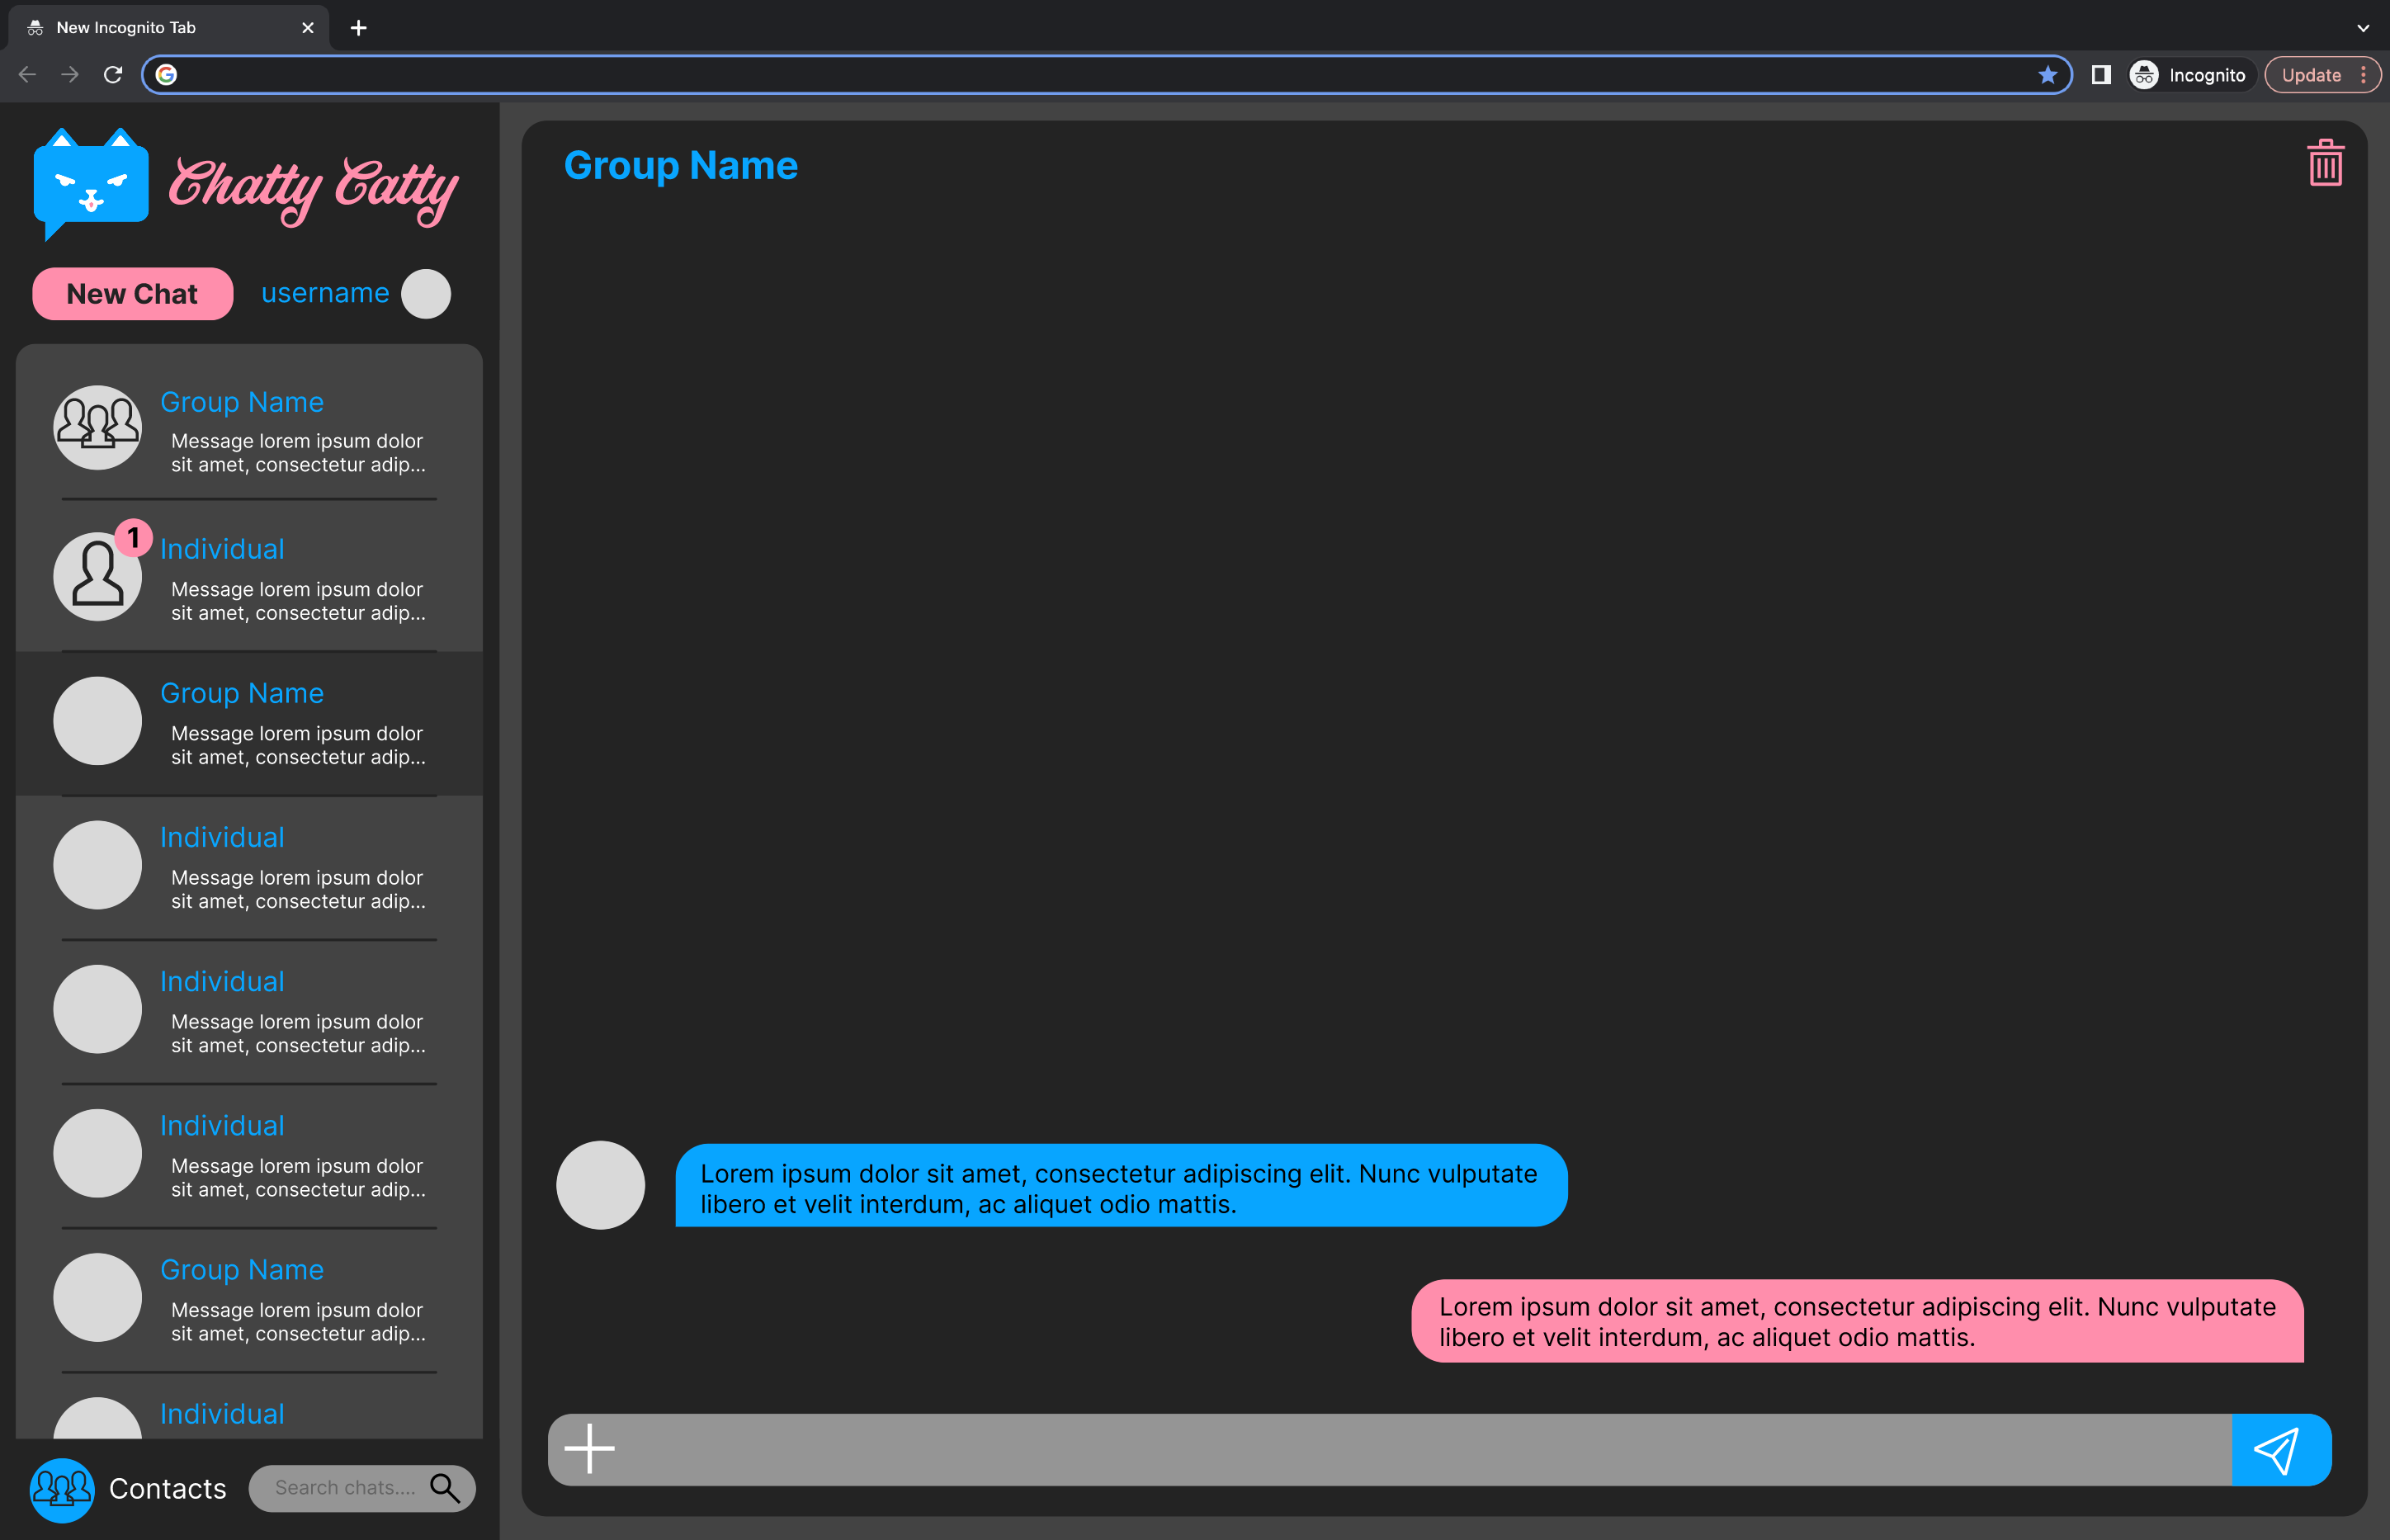 New Incognito Tab
Incognito
Update
Chatty Catty
New Chat
username
Group Name
Message lorem ipsum dolor
sit amet, consectetur adip...
1
Individual
Message lorem ipsum dolor
sit amet, consectetur adip...
Group Name
Message lorem ipsum dolor
sit amet, consectetur adip...
Individual
Message lorem ipsum dolor
sit amet, consectetur adip...
Individual
Message lorem ipsum dolor
sit amet, consectetur adip...
Individual
Message lorem ipsum dolor
sit amet, consectetur adip...
Group Name
Message lorem ipsum dolor
sit amet, consectetur adip...
Individual
Contacts
Search chats....
Group Name
Lorem ipsum dolor sit amet, consectetur adipiscing elit. Nunc vulputate
libero et velit interdum, ac aliquet odio mattis.
Lorem ipsum dolor sit amet, consectetur adipiscing elit. Nunc vulputate
libero et velit interdum, ac aliquet odio mattis.